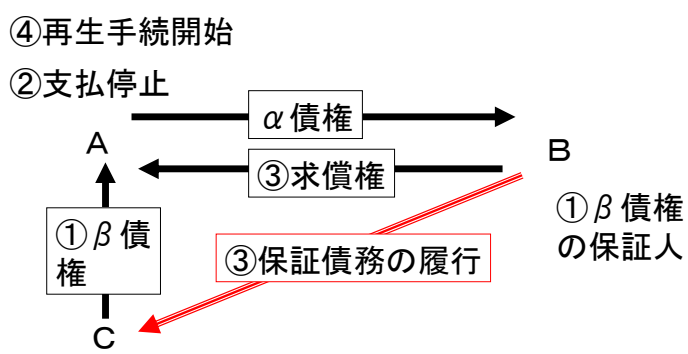 ④再生手続開始
②支払停止
α債権
A
B
③求償権
①β債
権
①β債権
の保証人
③保証債務の履行
C